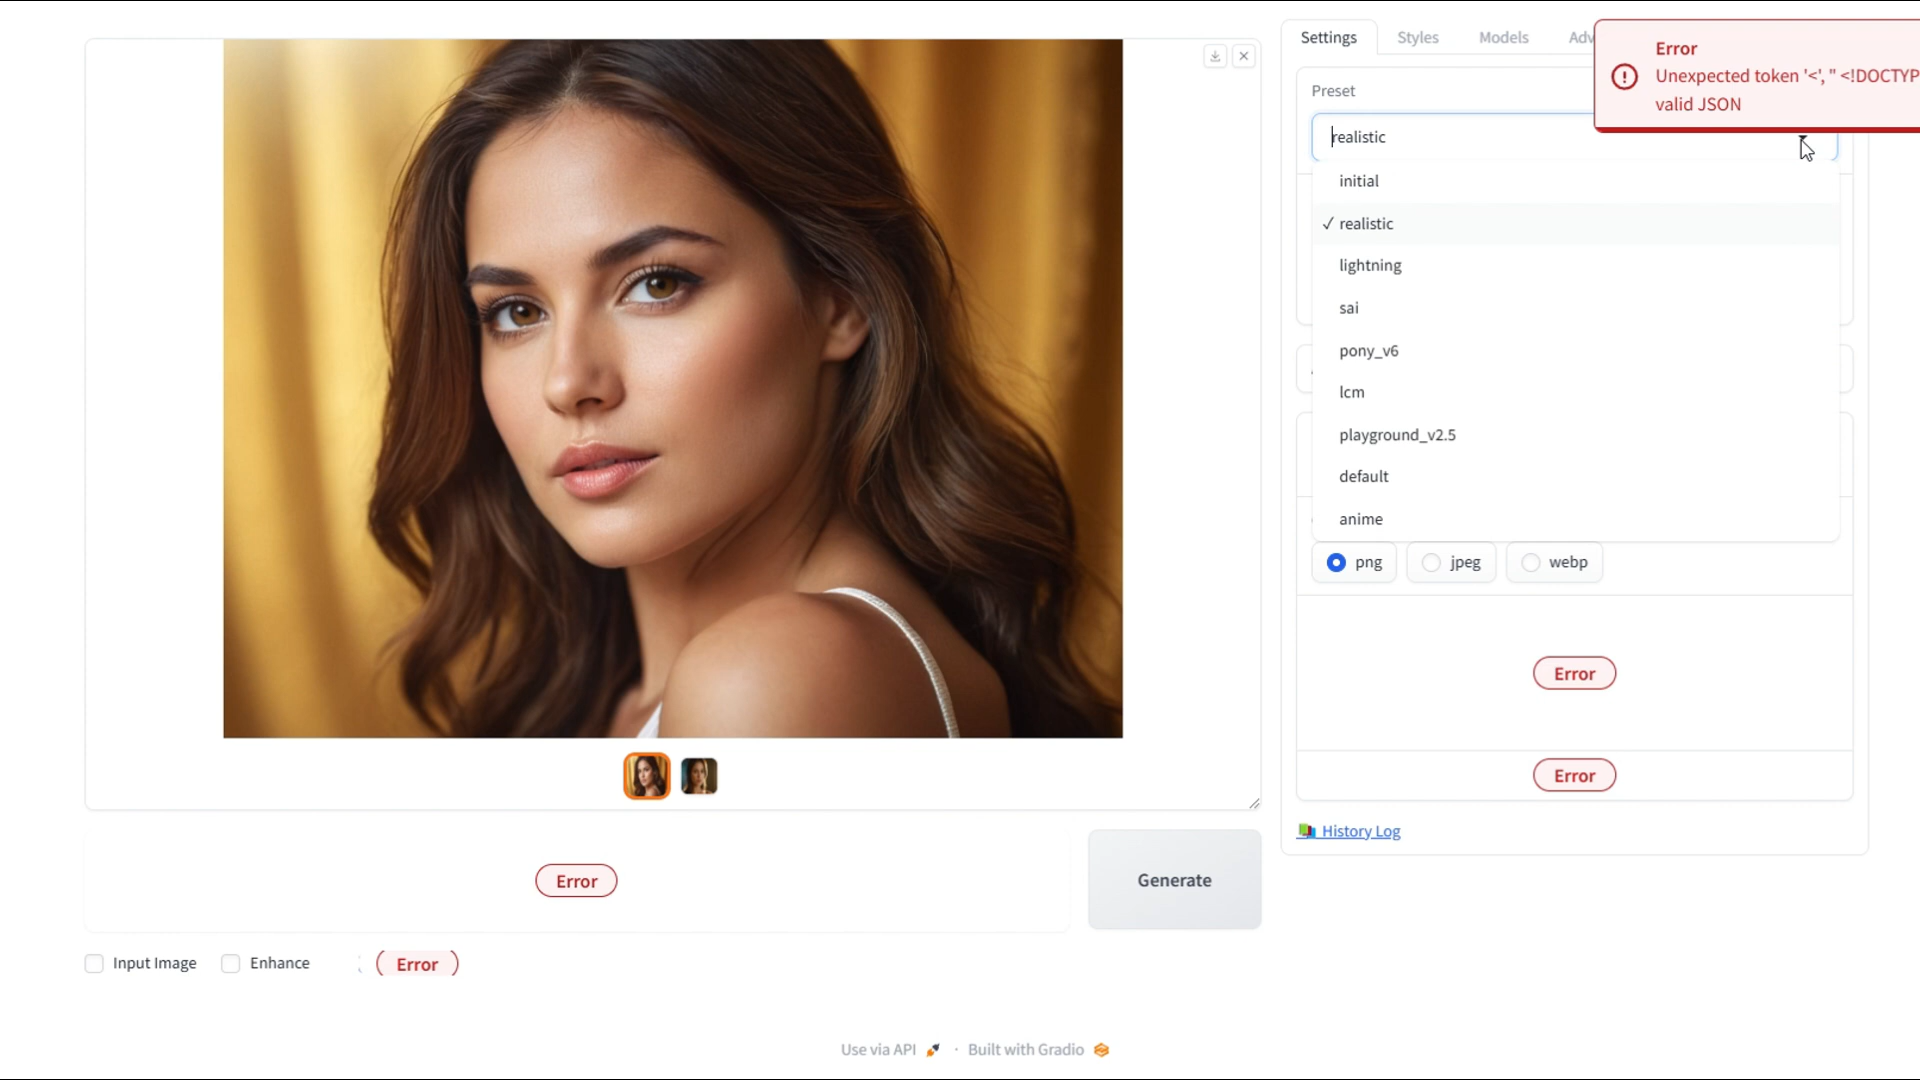 Settings
Styles
Models
Adv
Error
Unexpected token '<', " <!DOCTYP
valid JSON
Preset
realistic
initial
✓ realistic
lightning
sai
pony_v6
lcm
playground_v2.5
default
anime
png
jpeg
webp
Error
Error
History Log
Error
Generate
Input Image
Enhance
Error
Use via API · Built with Gradio